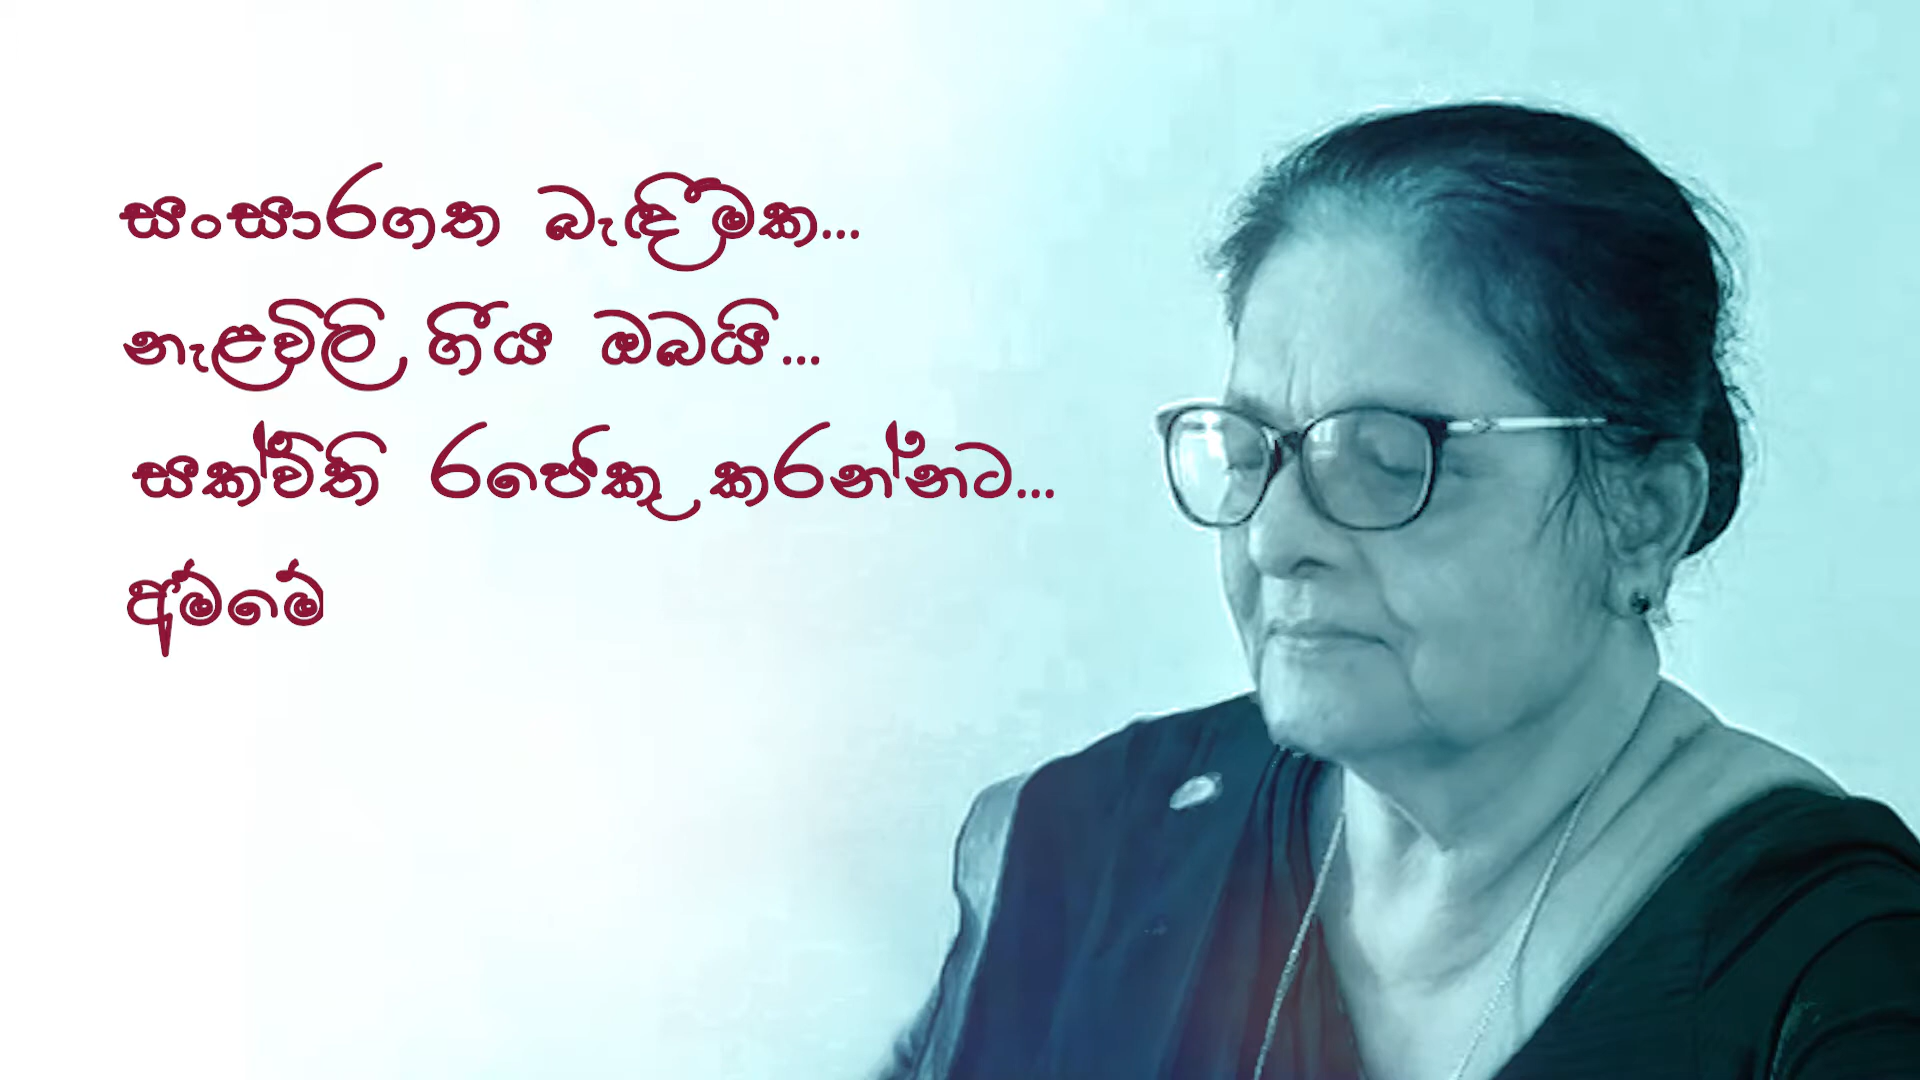 සංසාරගත බැඳීමක...
නැළවිලි ගීය ඔබයි...
සක්විති රජෙකු කරන්නට...
අම්මේ